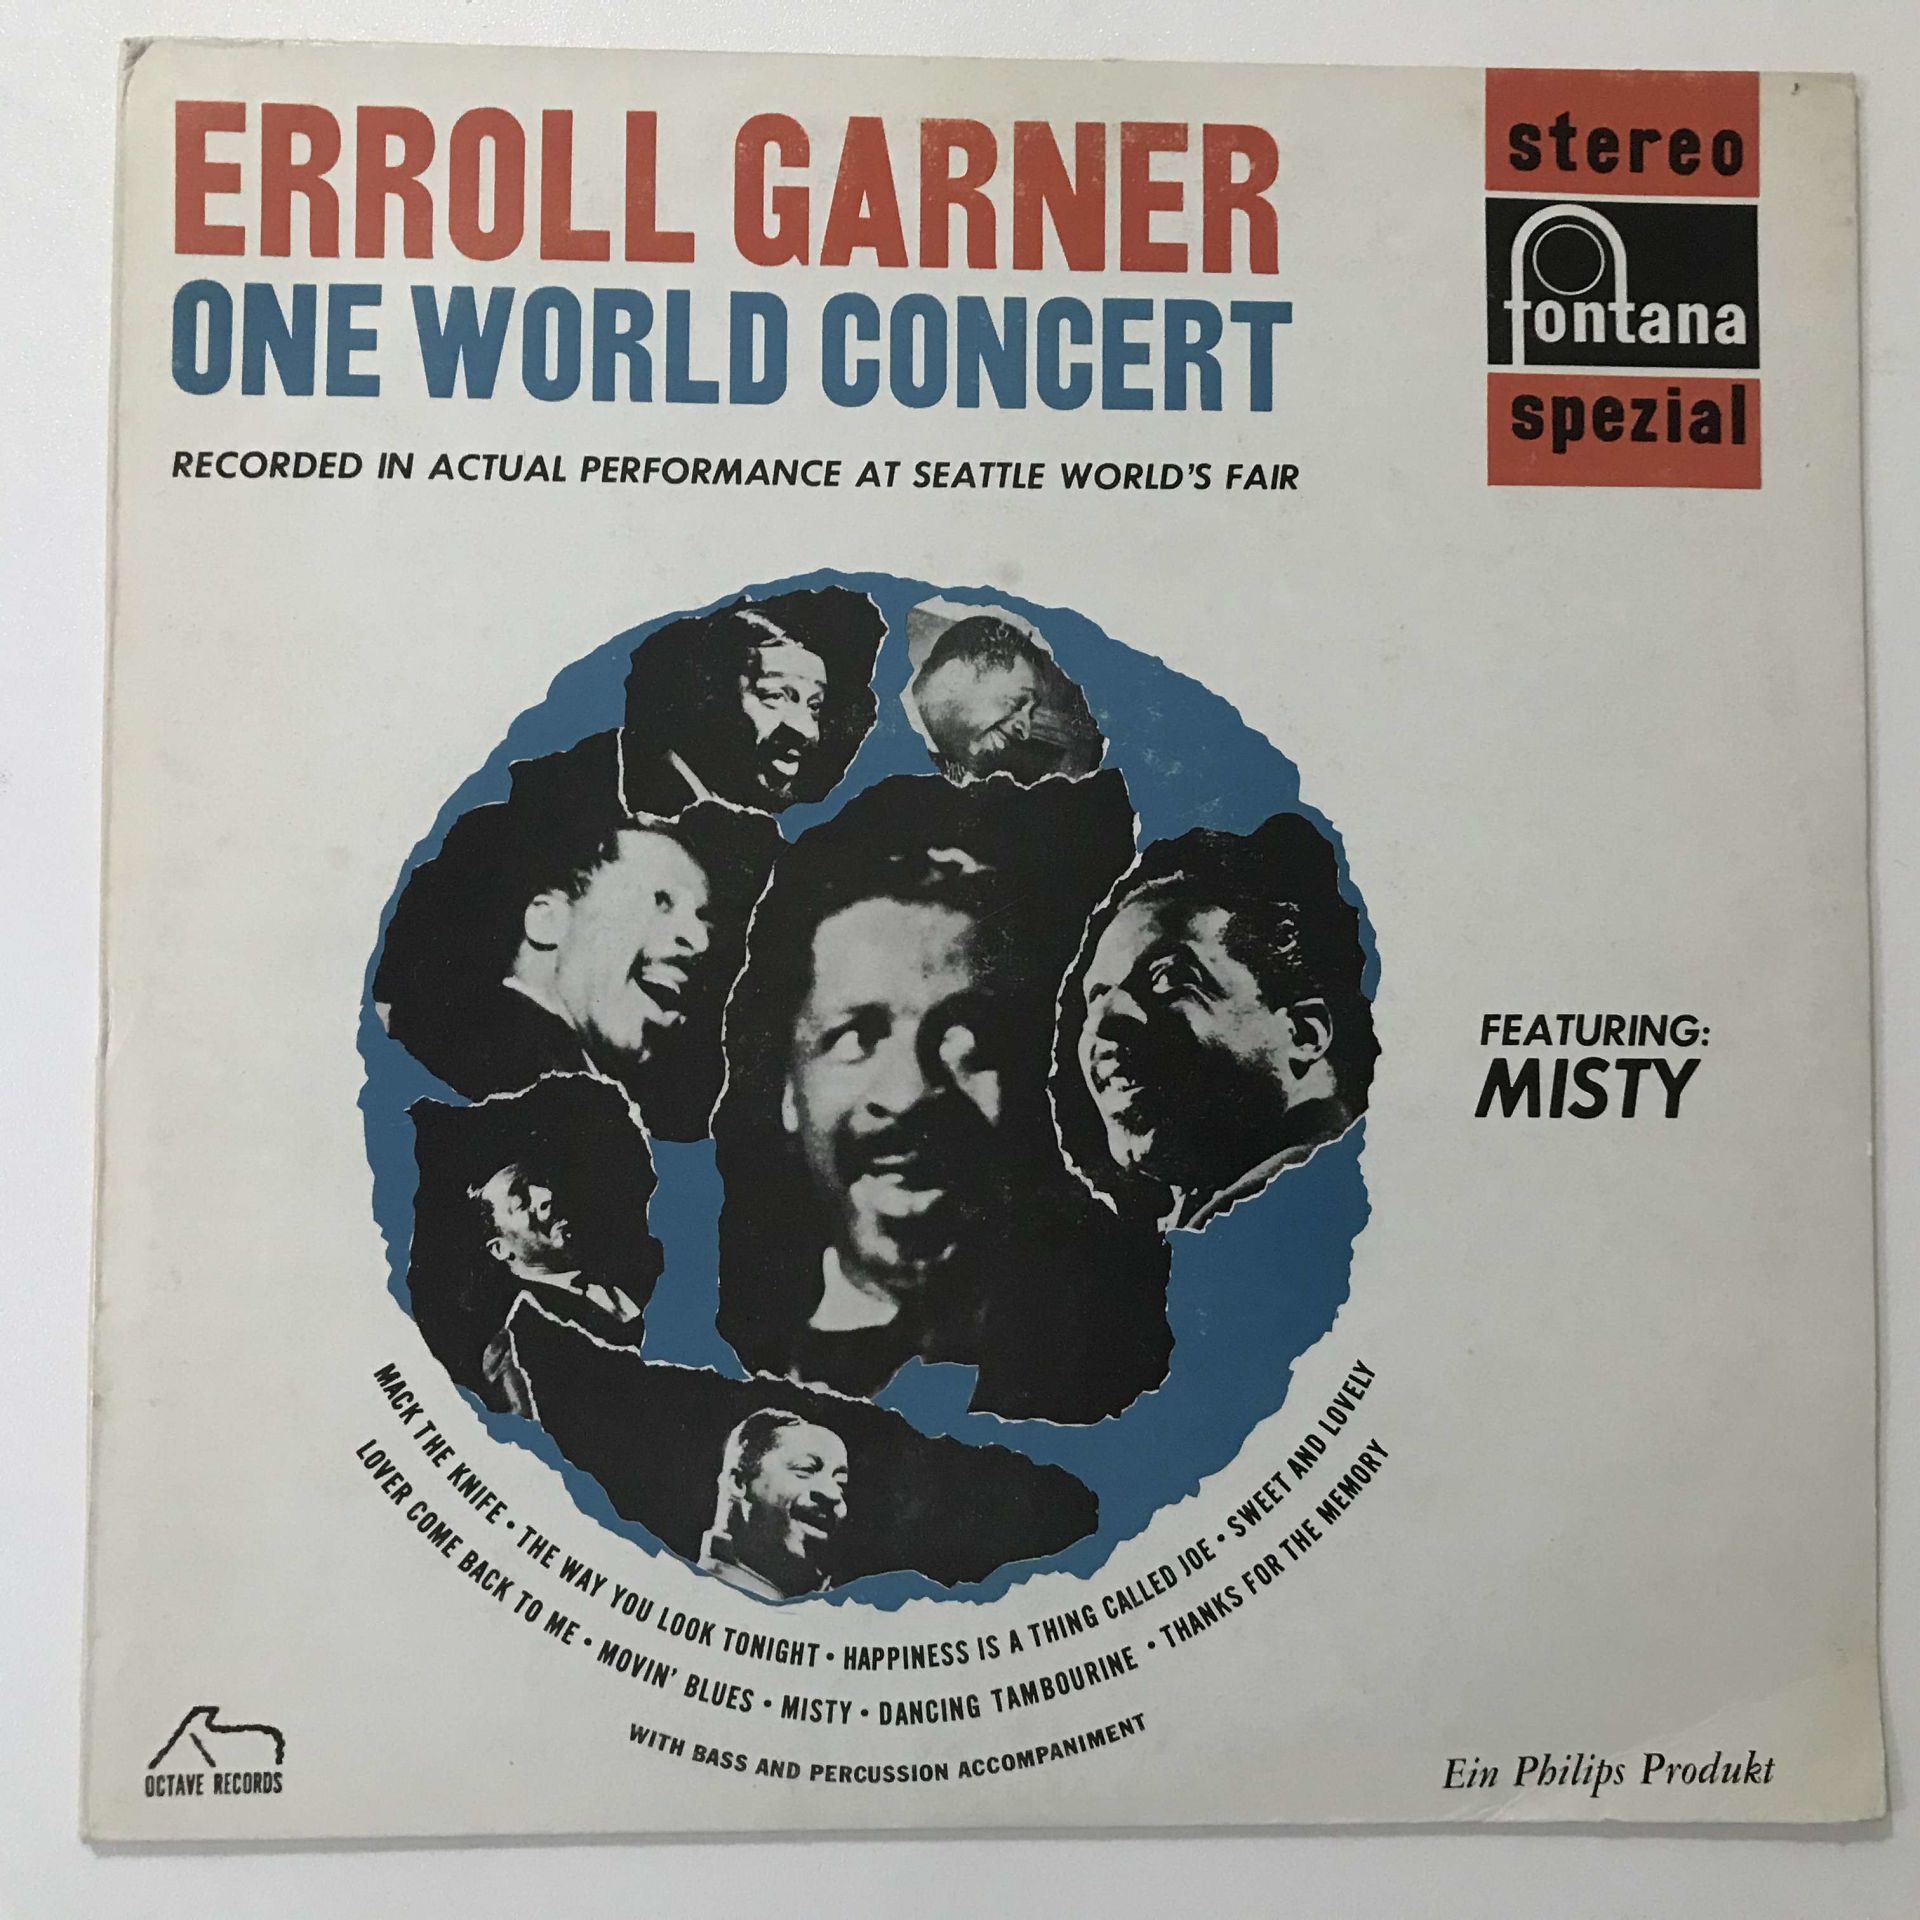 ERROLL GARNER
ONE WORLD CONCERT
RECORDED IN ACTUAL PERFORMANCE AT SEATTLE WORLD'S FAIR
stereo
fontana
spezial
FEATURING:
MISTY
MACK THE KNIFE • THE WAY YOU LOOK TONIGHT • HAPPINESS IS A THING CALLED JOE • SWEET AND LOVELY
LOVER COME BACK TO ME • MOVIN' BLUES • MISTY • DANCING TAMBOURINE • THANKS FOR THE MEMORY
WITH BASS AND PERCUSSION ACCOMPANIMENT
OCTAVE RECORDS
Ein Philips Produkt